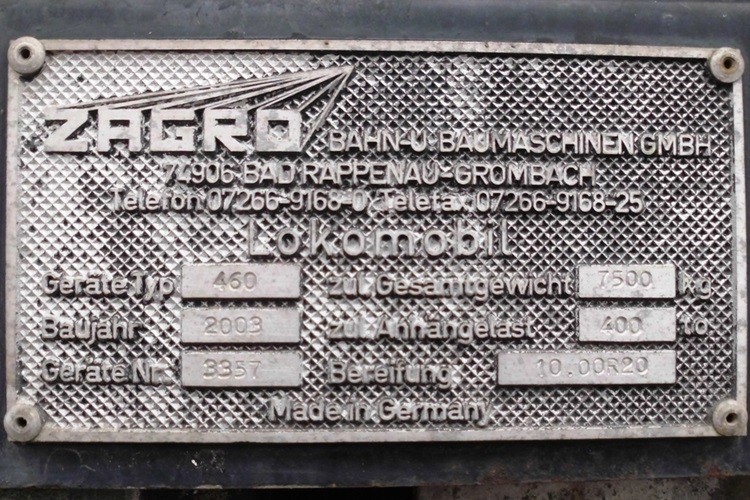 ZAGRO BAHN-U. BAUMASCHINEN GMBH
74906 BAD RAPPENAU-GROMBACH
Telefon 07266-9168-0, Telefax 07266-9168-25
Lokomobil
Geräte Typ 460 zul. Gesamtgewicht 7500 kg
Baujahr 2003 zul. Anhängelast 400 to.
Geräte Nr. 3357 Bereifung 10.00R20
Made in Germany